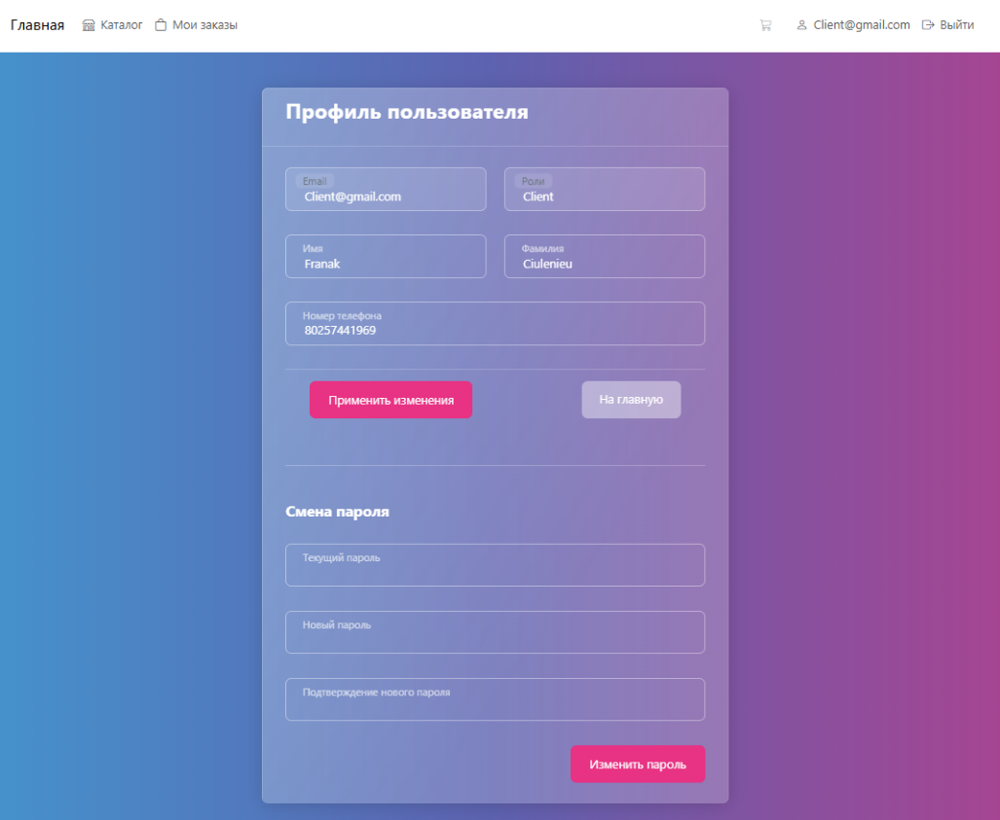 Главная Каталог Мои заказы Client@gmail.com Выйти
Профиль пользователя
Email Роли
Client@gmail.com Client
Имя Фамилия
Franak Ciulenieu
Номер телефона
80257441969
Применить изменения На главную
Смена пароля
Текущий пароль
Новый пароль
Подтверждение нового пароля
Изменить пароль